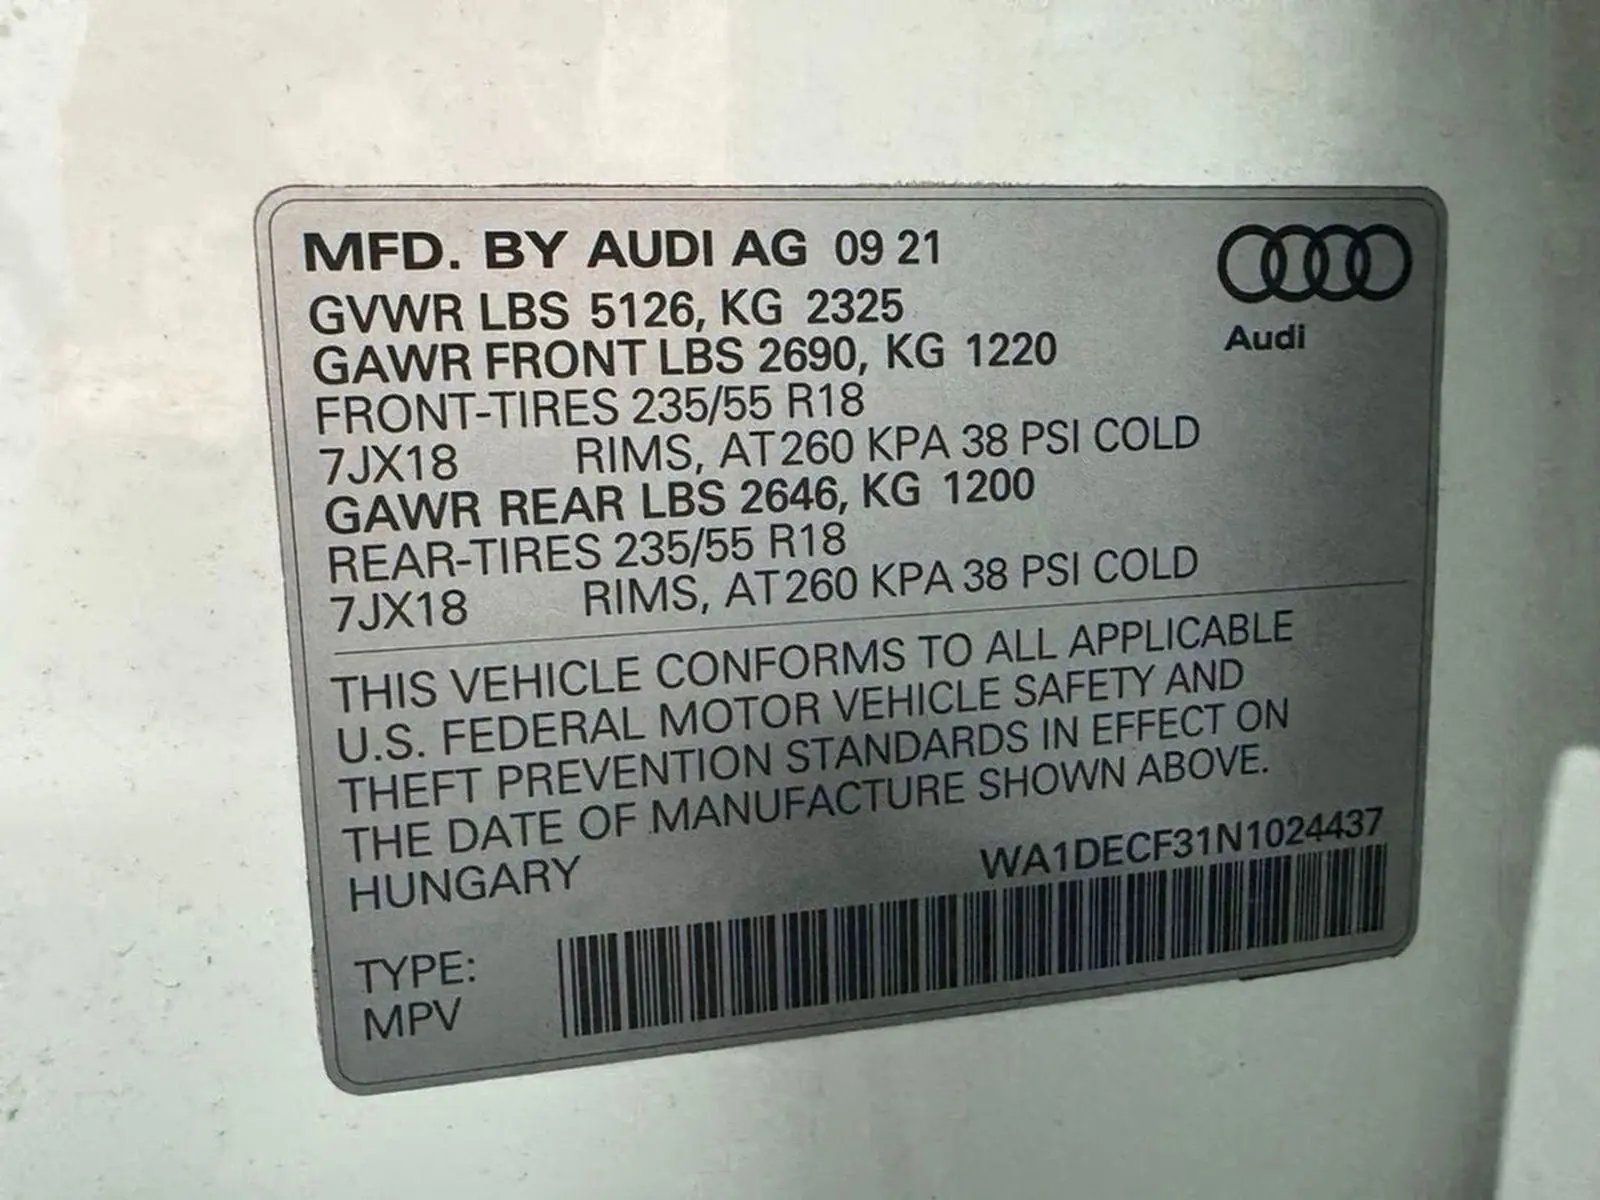 MFD. BY AUDI AG 09 21
GVWR LBS 5126, KG 2325
GAWR FRONT LBS 2690, KG 1220
FRONT-TIRES 235/55 R18
7JX18 RIMS, AT 260 KPA 38 PSI COLD
GAWR REAR LBS 2646, KG 1200
REAR-TIRES 235/55 R18
7JX18 RIMS, AT 260 KPA 38 PSI COLD
Audi
THIS VEHICLE CONFORMS TO ALL APPLICABLE
U.S. FEDERAL MOTOR VEHICLE SAFETY AND
THEFT PREVENTION STANDARDS IN EFFECT ON
THE DATE OF MANUFACTURE SHOWN ABOVE.
HUNGARY
WA1DECF31N1024437
TYPE:
MPV